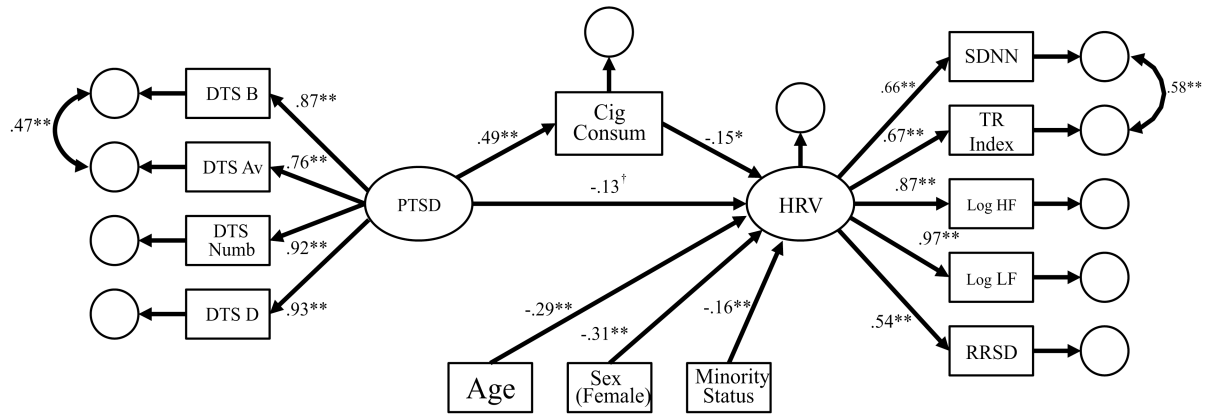 .47**
DTS B
DTS Av
DTS
Numb
DTS D
.87**
.76**
.92**
.93**
PTSD
.49**
Cig
Consum
-.15*
-.13†
HRV
-.29**
-.31**
-.16**
Age
Sex
(Female)
Minority
Status
.66**
.67**
.87**
.97**
.54**
SDNN
TR
Index
Log HF
Log LF
RRSD
.58**